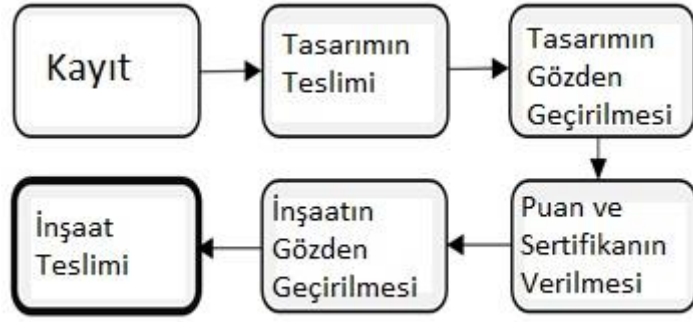 Kayıt
Tasarımın
Teslimi
Tasarımın
Gözden
Geçirilmesi
Puan ve
Sertifikanın
Verilmesi
İnşaatın
Gözden
Geçirilmesi
İnşaat
Teslimi